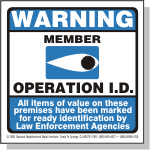 WARNING
MEMBER
OPERATION I.D.
All items of value on these
premises have been marked
for ready identification by
Law Enforcement Agencies